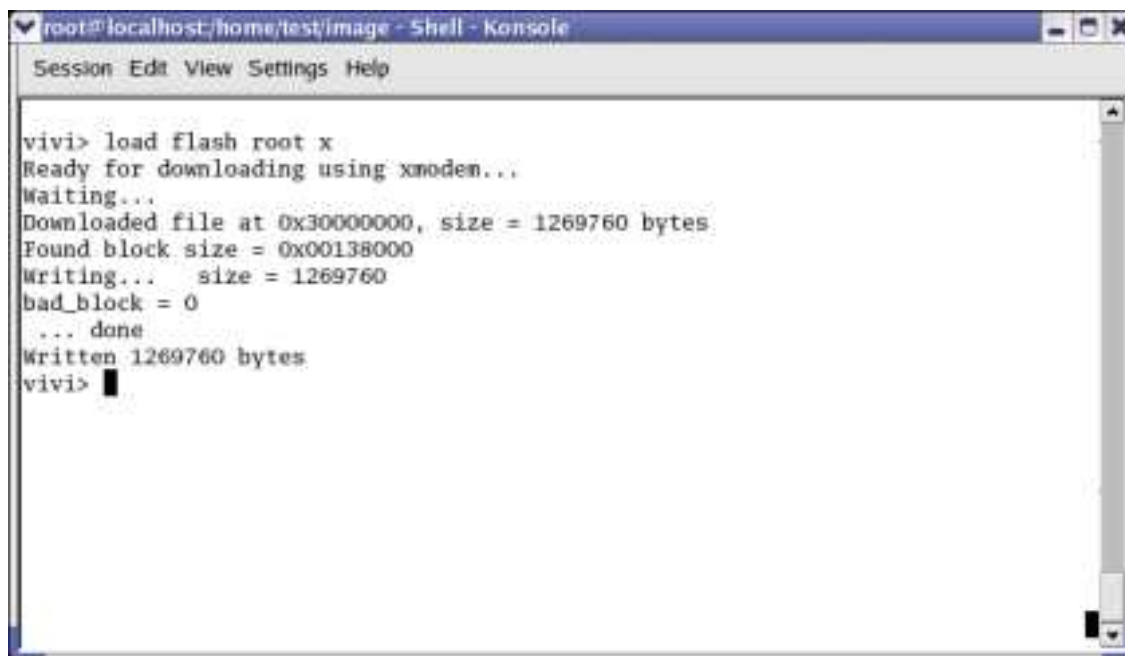 root@localhost:/home/test/image - Shell - Konsole
Session Edit View Settings Help
vivi> load flash root x
Ready for downloading using xmodem...
Waiting...
Downloaded file at 0x30000000, size = 1269760 bytes
Found block size = 0x00138000
Writing...   size = 1269760
bad_block = 0
... done
Written 1269760 bytes
vivi>